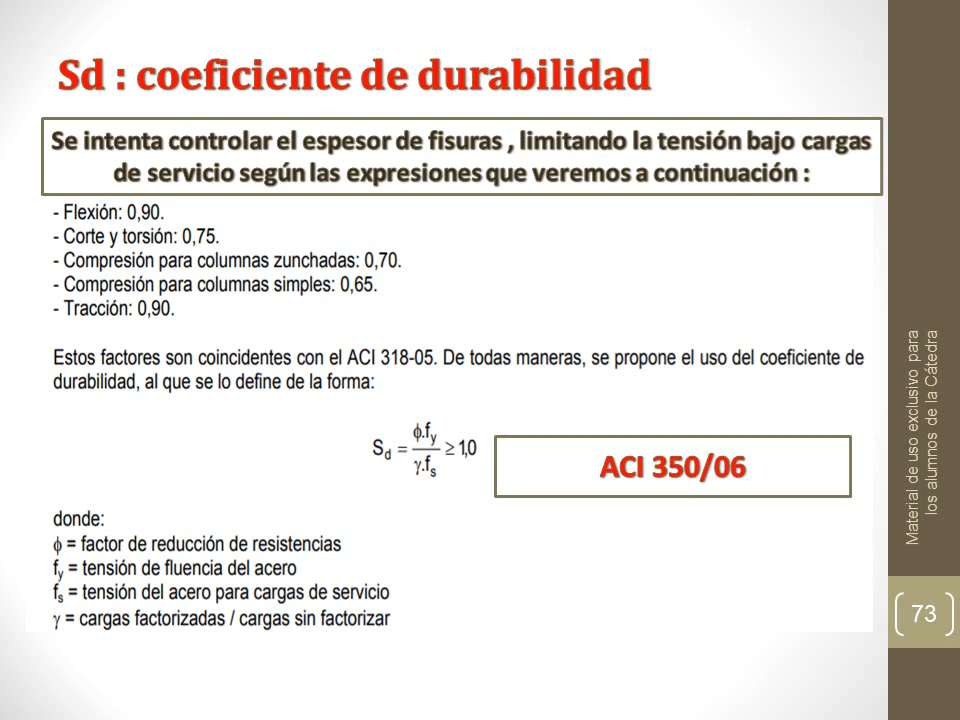 Sd : coeficiente de durabilidad
Se intenta controlar el espesor de fisuras , limitando la tensión bajo cargas
de servicio según las expresiones que veremos a continuación :
- Flexión: 0,90.
- Corte y torsión: 0,75.
- Compresión para columnas zunchadas: 0,70.
- Compresión para columnas simples: 0,65.
- Tracción: 0,90.
Estos factores son coincidentes con el ACI 318-05. De todas maneras, se propone el uso del coeficiente de
durabilidad, al que se lo define de la forma:
S_d = ϕ.f_y / γ.f_s ≥ 1,0
ACI 350/06
donde:
ϕ = factor de reducción de resistencias
f_y = tensión de fluencia del acero
f_s = tensión del acero para cargas de servicio
γ = cargas factorizadas / cargas sin factorizar
Material de uso exclusivo para
los alumnos de la Cátedra
73